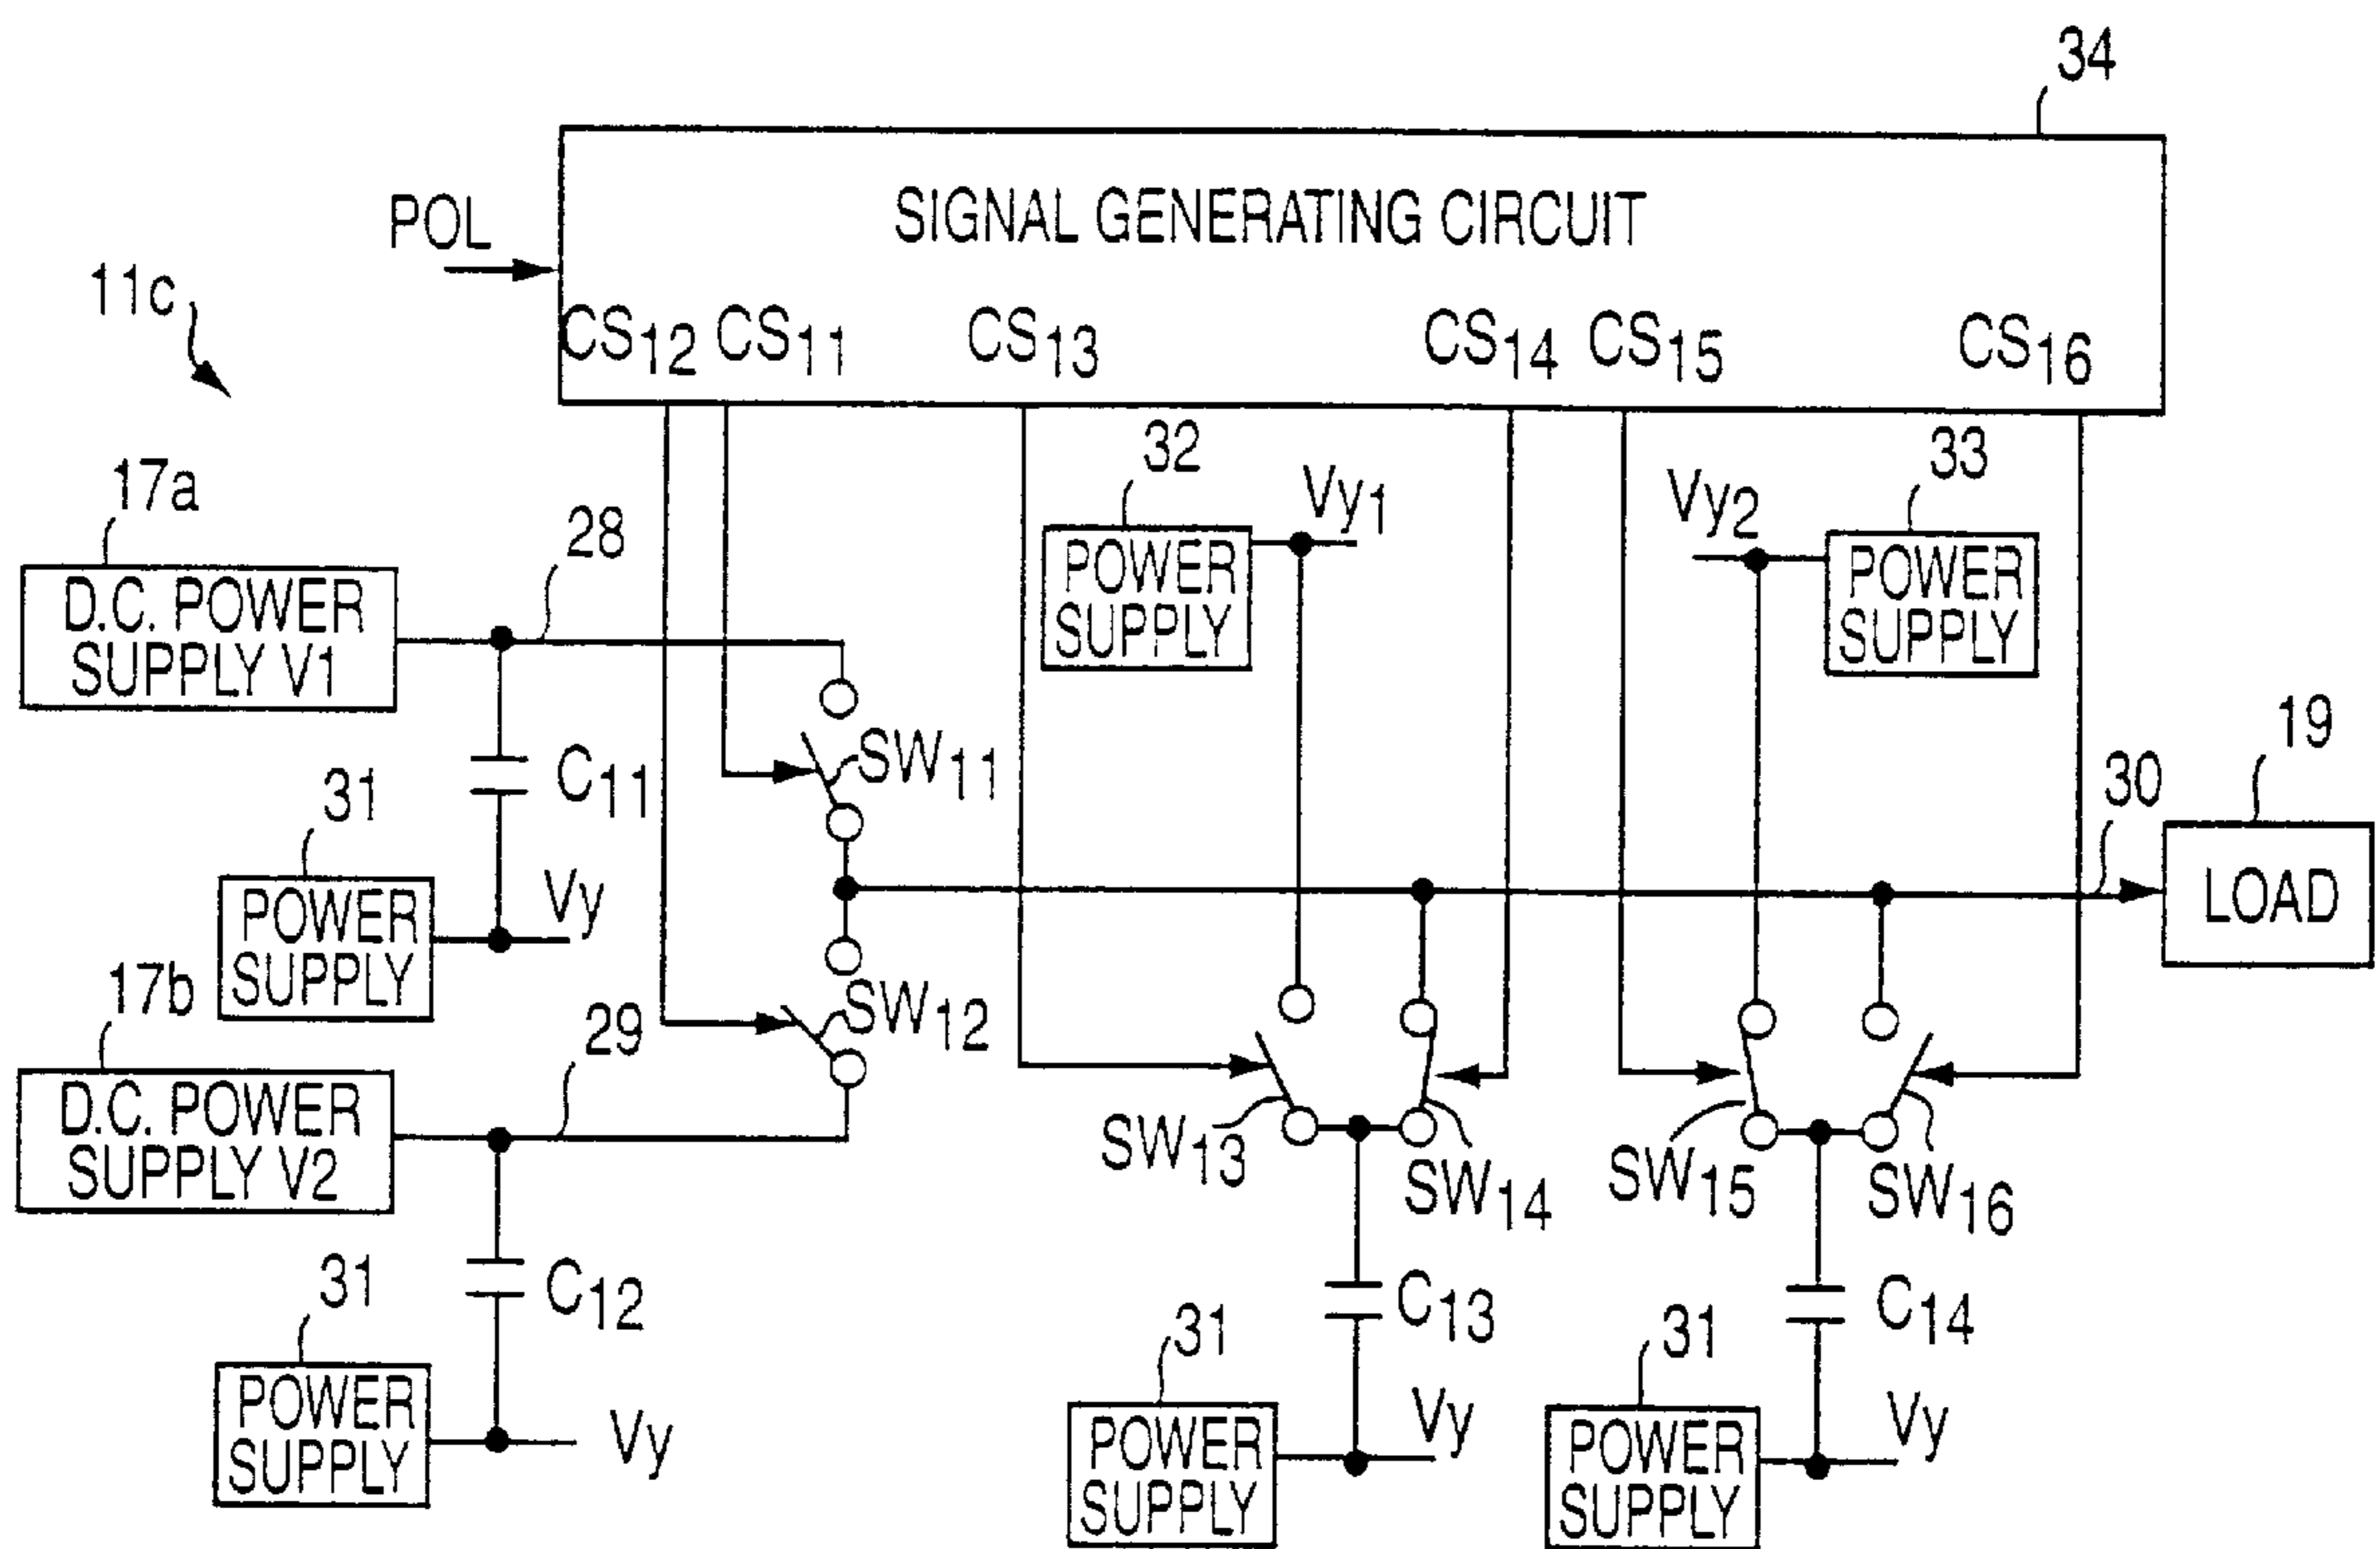 34
POL
SIGNAL GENERATING CIRCUIT
11c
CS12 CS11 CS13 CS14 CS15 CS16
32
33
17a
28
Vy1
Vy2
POWER
SUPPLY
POWER
SUPPLY
D.C. POWER
SUPPLY V1
19
SW11
C11
31
30
LOAD
POWER
SUPPLY
Vy
17b
29
SW12
D.C. POWER
SUPPLY V2
SW13
SW14
SW15
SW16
31
C12
31
C13
31
C14
POWER
SUPPLY
Vy
POWER
SUPPLY
Vy
POWER
SUPPLY
Vy